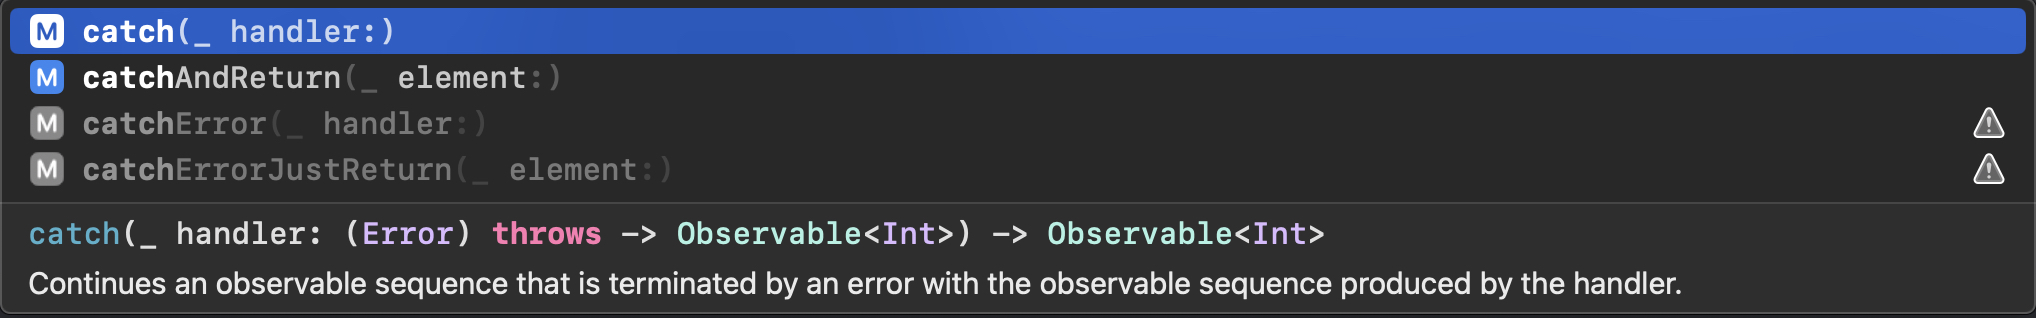 M catch(_ handler:)
M catchAndReturn(_ element:)
M catchError(_ handler:)
M catchErrorJustReturn(_ element:)
catch(_ handler: (Error) throws -> Observable<Int>) -> Observable<Int>
Continues an observable sequence that is terminated by an error with the observable sequence produced by the handler.